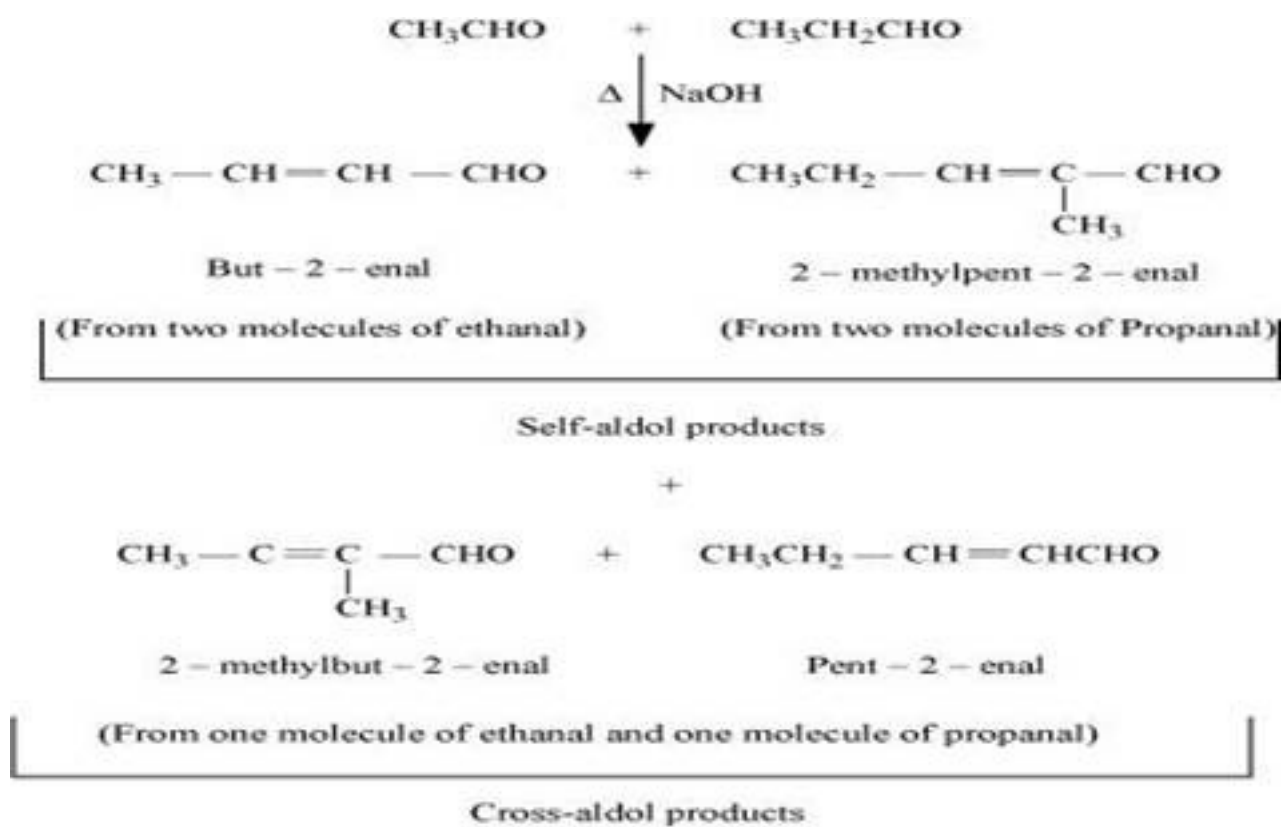 CH₃CHO + CH₃CH₂CHO
Δ NaOH
CH₃ — CH = CH — CHO + CH₃CH₂ — CH = C — CHO
CH₃
But – 2 – enal 2 – methylpent – 2 – enal
(From two molecules of ethanal) (From two molecules of Propanal)
Self-aldol products
+
CH₃ — C = C — CHO + CH₃CH₂ — CH = CHCHO
CH₃
2 – methylbut – 2 – enal Pent – 2 – enal
(From one molecule of ethanal and one molecule of propanal)
Cross-aldol products